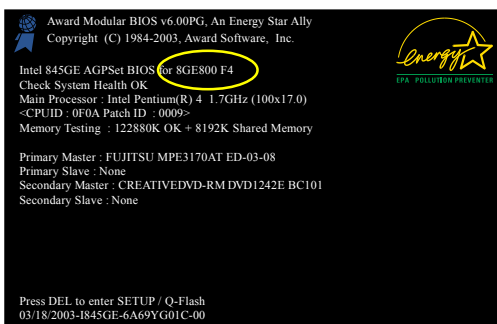 Award Modular BIOS v6.00PG, An Energy Star Ally
Copyright (C) 1984-2003, Award Software, Inc.
energy
EPA POLLUTION PREVENTER
Intel 845GE AGPSet BIOS for 8GE800 F4
Check System Health OK
Main Processor : Intel Pentium(R) 4 1.7GHz (100x17.0)
<CPUID : 0F0A Patch ID : 0009>
Memory Testing : 122880K OK + 8192K Shared Memory
Primary Master : FUJITSU MPE3170AT ED-03-08
Primary Slave : None
Secondary Master : CREATIVEDVD-RM DVD1242E BC101
Secondary Slave : None
Press DEL to enter SETUP / Q-Flash
03/18/2003-I845GE-6A69YG01C-00